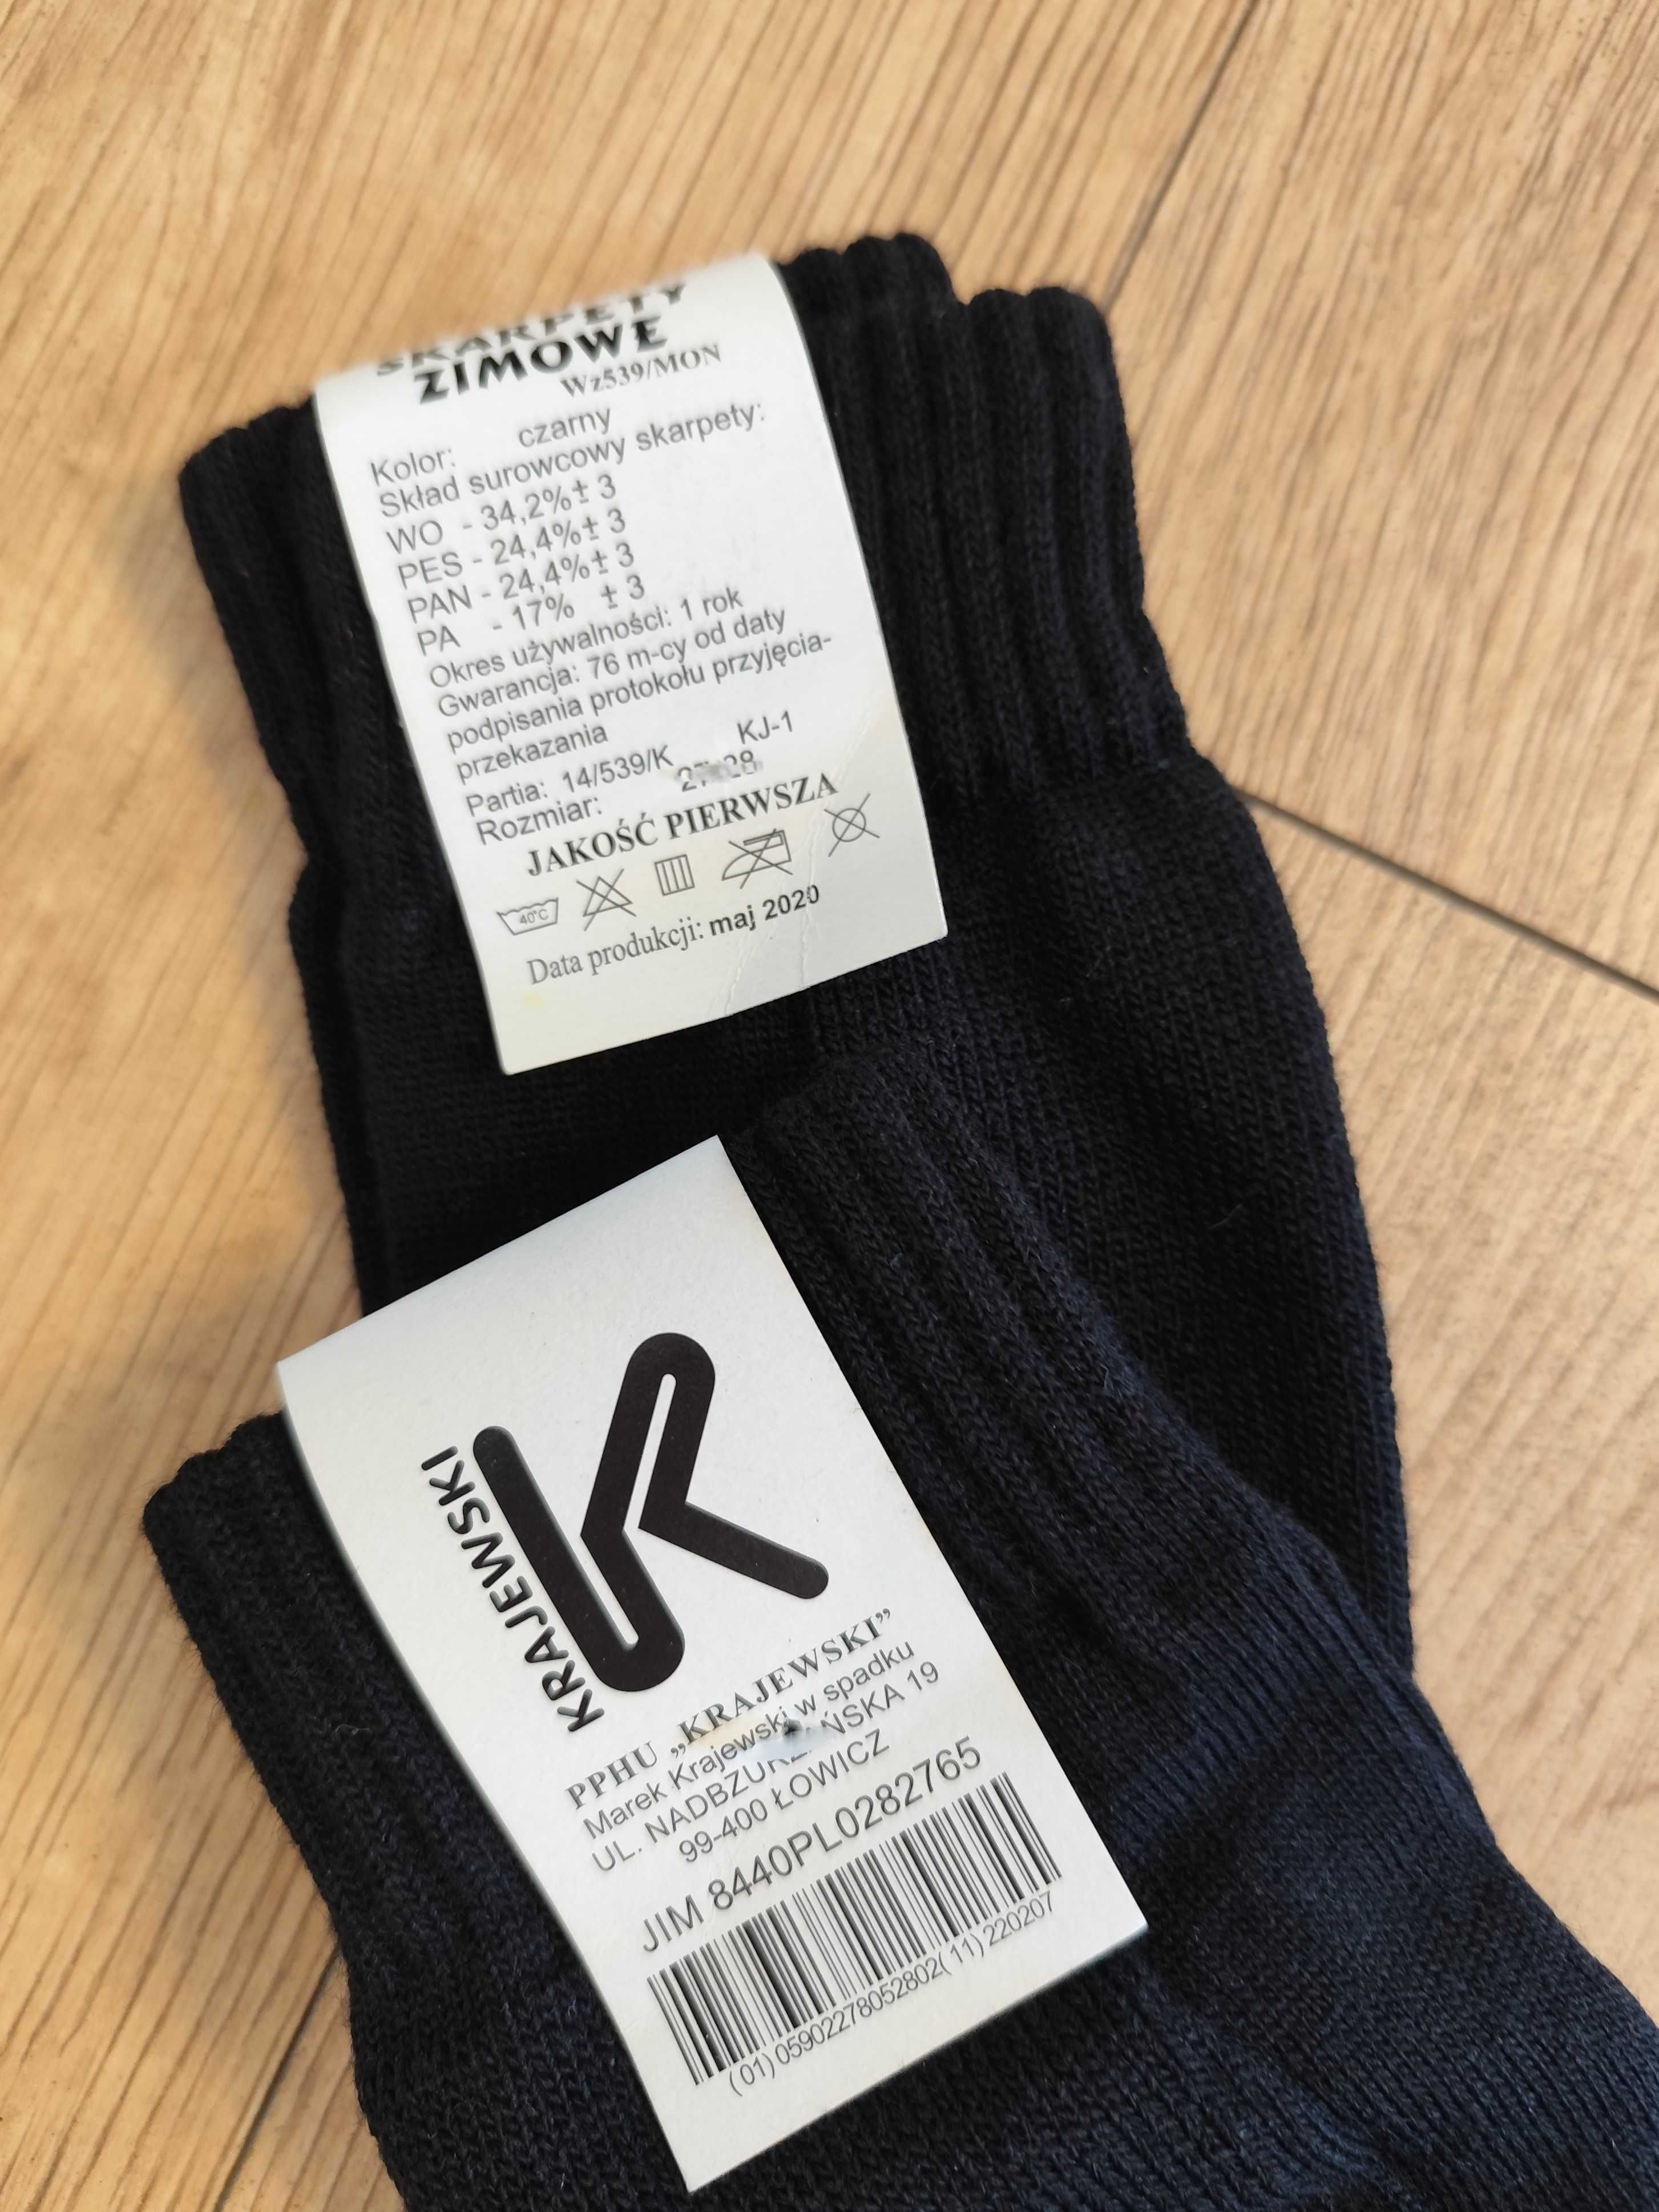 SKARPETY
ZIMOWE
Wz539/MON
Kolor: czarny
Skład surowcowy skarpety:
WO - 34,2%± 3
PES - 24,4%± 3
PAN - 24,4%± 3
PA - 17% ± 3
Okres używalności: 1 rok
Gwarancja: 76 m-cy od daty
podpisania protokołu przyjęcia-
przekazania
Partia: 14/539/K KJ-1
Rozmiar:
JAKOŚĆ PIERWSZA
40°C
Data produkcji: maj 2020
KRAJEWSKI
PPHU „KRAJEWSKI”
Marek Krajewski w spadku
UL. 19
99-400 ŁOWICZ
JIM 8440PL0282765
(01)05902278052802(11)220207